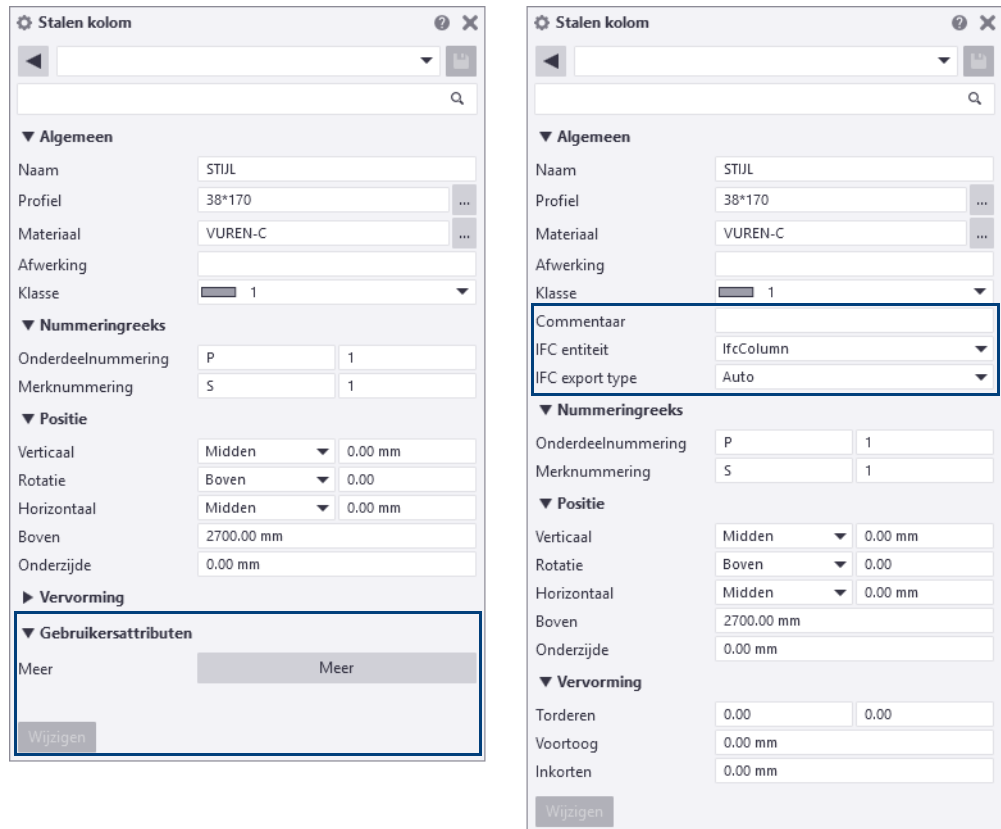 Stalen kolom
Algemeen
Naam STIJL
Profiel 38*170 ...
Materiaal VUREN-C ...
Afwerking
Klasse 1
Nummeringreeks
Onderdeelnummering P 1
Merknummering S 1
Positie
Verticaal Midden 0.00 mm
Rotatie Boven 0.00
Horizontaal Midden 0.00 mm
Boven 2700.00 mm
Onderzijde 0.00 mm
Vervorming
Gebruikersattributen
Meer Meer
Wijzigen
Stalen kolom
Algemeen
Naam STIJL
Profiel 38*170 ...
Materiaal VUREN-C ...
Afwerking
Klasse 1
Commentaar
IFC entiteit IfcColumn
IFC export type Auto
Nummeringreeks
Onderdeelnummering P 1
Merknummering S 1
Positie
Verticaal Midden 0.00 mm
Rotatie Boven 0.00
Horizontaal Midden 0.00 mm
Boven 2700.00 mm
Onderzijde 0.00 mm
Vervorming
Torderen 0.00 0.00
Voortoog 0.00 mm
Inkorten 0.00 mm
Wijzigen